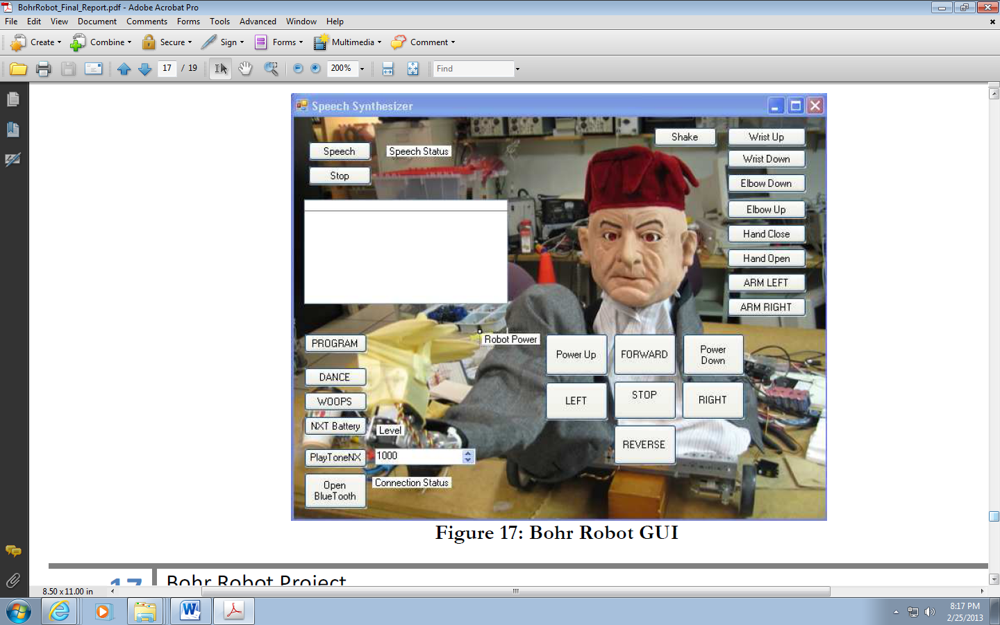 BohrRobot_Final_Report.pdf - Adobe Acrobat Pro
File Edit View Document Comments Forms Tools Advanced Window Help
Create Combine Secure Sign Forms Multimedia Comment
17 / 19 200% Find
Speech Synthesizer
Shake Wrist Up
Speech Speech Status
Wrist Down
Stop
Elbow Down
Elbow Up
Hand Close
Hand Open
ARM LEFT
ARM RIGHT
PROGRAM Robot Power
Power Up FORWARD Power
Down
DANCE
WOOPS LEFT STOP RIGHT
NXT Battery Level
REVERSE
PlayToneNX 1000
Open
BlueTooth
Connection Status
Figure 17: Bohr Robot GUI
17 Bohr Robot Project
8.50 x 11.00 in
8:17 PM
2/25/2013